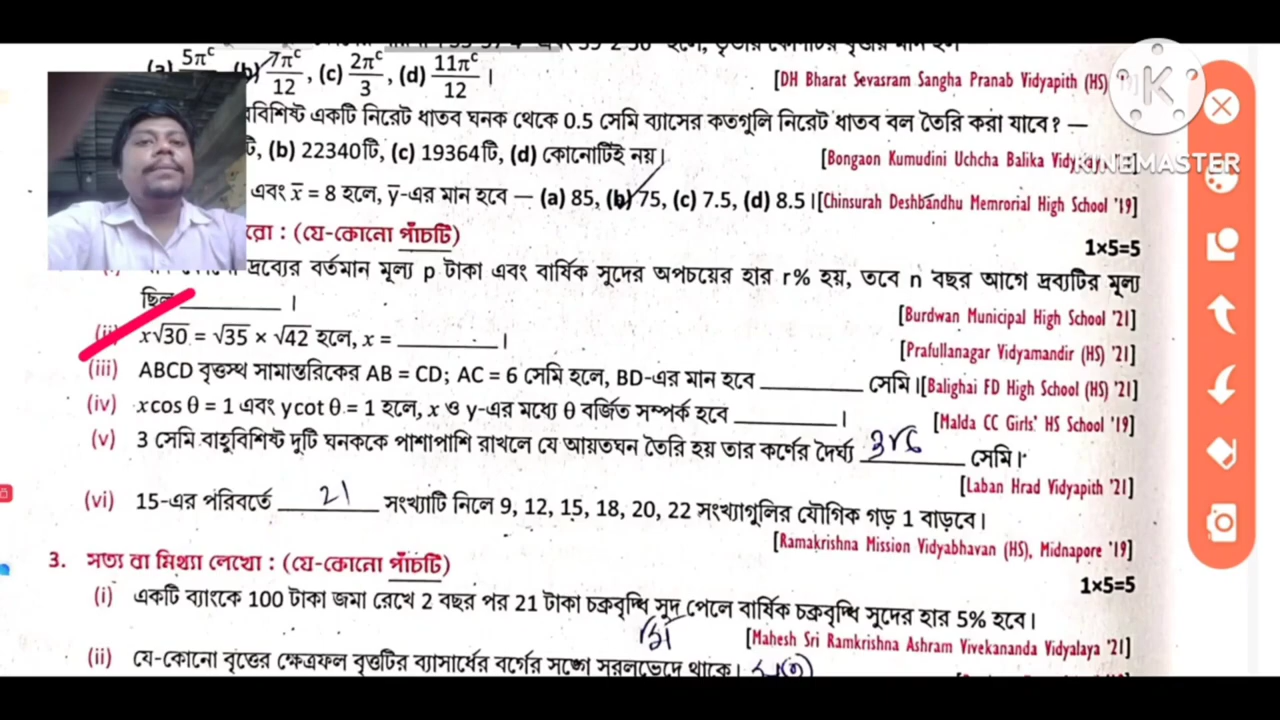 (a) 5πᶜ, (b) 7πᶜ/12, (c) 2πᶜ/3, (d) 11πᶜ/12 । [DH Bharat Sevasram Sangha Pranab Vidyapith (HS)
বিশিষ্ট একটি নিরেট ধাতব ঘনক থেকে 0.5 সেমি ব্যাসের কতগুলি নিরেট ধাতব বল তৈরি করা যাবে? —
টি, (b) 22340টি, (c) 19364টি, (d) কোনোটিই নয়। [Bongaon Kumudini Uchcha Balika
KINEMASTER
এবং x̅ = 8 হলে, y̅-এর মান হবে — (a) 85, (b) 75, (c) 7.5, (d) 8.5।[Chinsurah Deshbandhu Memrorial High School '19]
রো : (যে-কোনো পাঁচটি) 1×5=5
দ্রব্যের বর্তমান মূল্য p টাকা এবং বার্ষিক সুদের অপচয়ের হার r% হয়, তবে n বছর আগে দ্রব্যটির মূল্য
ছিল ________ । [Burdwan Municipal High School '21]
(ii) x√30 = √35 × √42 হলে, x = ________। [Prafullanagar Vidyamandir (HS) '21]
(iii) ABCD বৃত্তস্থ সামান্তরিকের AB = CD; AC = 6 সেমি হলে, BD-এর মান হবে ________ সেমি।[Balighai FD High School (HS) '21]
(iv) x cos θ = 1 এবং y cot θ = 1 হলে, x ও y-এর মধ্যে θ বর্জিত সম্পর্ক হবে ________। [Malda CC Girls' HS School '19]
(v) 3 সেমি বাহুবিশিষ্ট দুটি ঘনককে পাশাপাশি রাখলে যে আয়তঘন তৈরি হয় তার কর্ণের দৈর্ঘ্য 3√6 সেমি।
[Laban Hrad Vidyapith '21]
(vi) 15-এর পরিবর্তে 21 সংখ্যাটি নিলে 9, 12, 15, 18, 20, 22 সংখ্যাগুলির যৌগিক গড় 1 বাড়বে।
[Ramakrishna Mission Vidyabhavan (HS), Midnapore '19]
3. সত্য বা মিথ্যা লেখো : (যে-কোনো পাঁচটি) 1×5=5
(i) একটি ব্যাংকে 100 টাকা জমা রেখে 2 বছর পর 21 টাকা চক্রবৃদ্ধি সুদ পেলে বার্ষিক চক্রবৃদ্ধি সুদের হার 5% হবে।
[Mahesh Sri Ramkrishna Ashram Vivekananda Vidyalaya '21]
(ii) যে-কোনো বৃত্তের ক্ষেত্রফল বৃত্তটির ব্যাসার্ধের বর্গের সঙ্গে সরলভেদে থাকে।